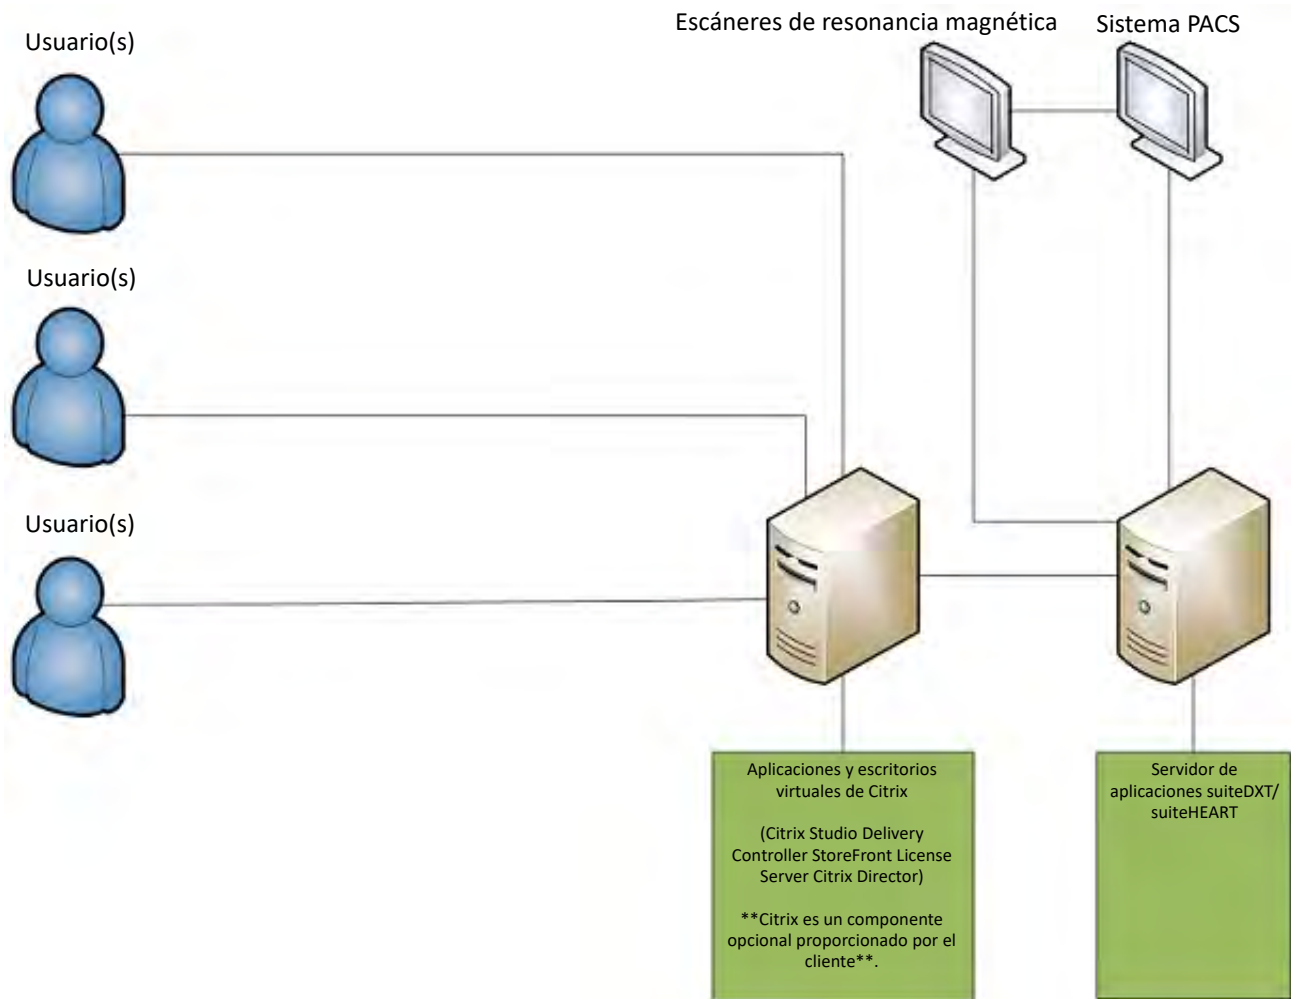 Escáneres de resonancia magnética
Sistema PACS
Usuario(s)
Usuario(s)
Usuario(s)
Aplicaciones y escritorios
virtuales de Citrix
(Citrix Studio Delivery
Controller StoreFront License
Server Citrix Director)
**Citrix es un componente
opcional proporcionado por el
cliente**.
Servidor de
aplicaciones suiteDXT/
suiteHEART